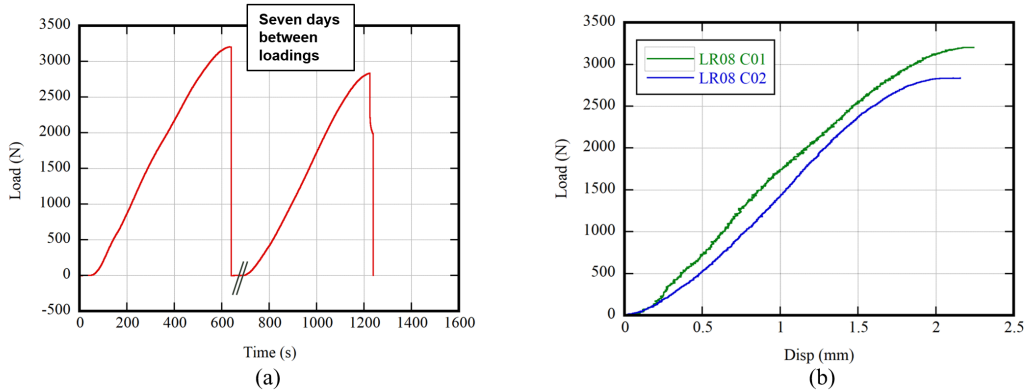 3500
3000
2500
2000
1500
1000
500
0
-500
0 200 400 600 800 1000 1200 1400 1600
Load (N)
Time (s)
Seven days
between
loadings
(a)
3500
3000
2500
2000
1500
1000
500
0
0 0.5 1 1.5 2 2.5
Load (N)
Disp (mm)
LR08 C01
LR08 C02
(b)